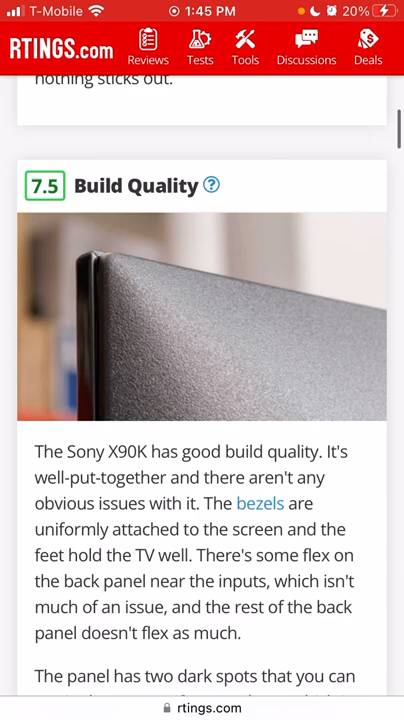 T-Mobile 1:45 PM 20%
RTINGS.com Reviews Tests Tools Discussions Deals
nothing sticks out.
7.5 Build Quality ?
The Sony X90K has good build quality. It's
well-put-together and there aren't any
obvious issues with it. The bezels are
uniformly attached to the screen and the
feet hold the TV well. There's some flex on
the back panel near the inputs, which isn't
much of an issue, and the rest of the back
panel doesn't flex as much.
The panel has two dark spots that you can
rtings.com